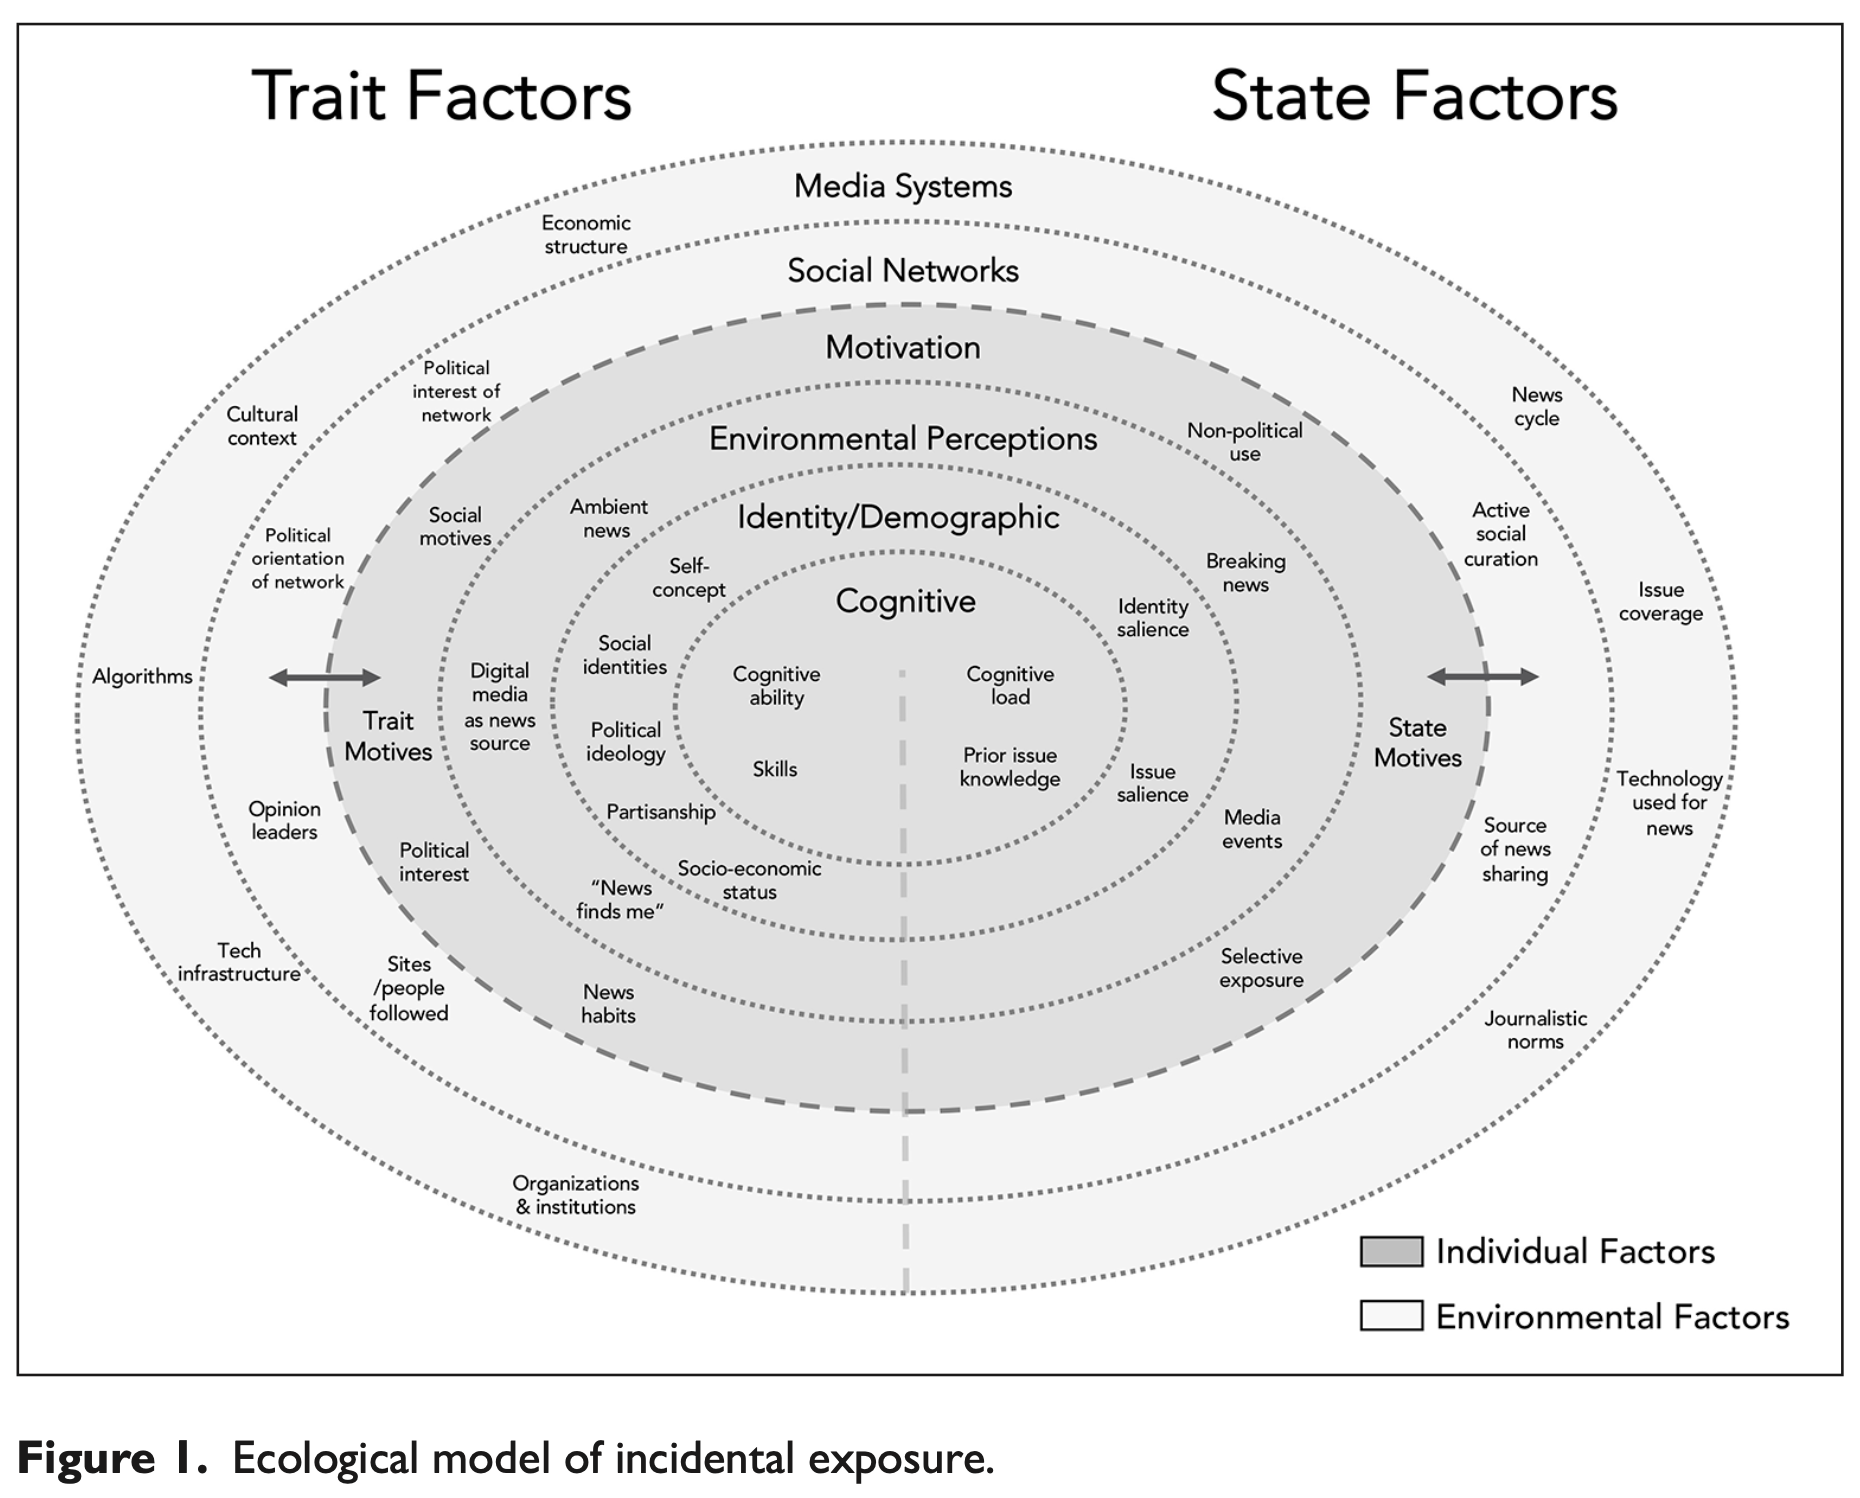 Trait Factors
State Factors
Media Systems
Economic
structure
Social Networks
Motivation
Political
interest of
network
Cultural
context
News
cycle
Environmental Perceptions
Non-political
use
Social
motives
Ambient
news
Identity/Demographic
Active
social
curation
Political
orientation
of network
Self-
concept
Breaking
news
Cognitive
Identity
salience
Issue
coverage
Social
identities
Algorithms
Digital
media
as news
source
Cognitive
ability
Cognitive
load
Trait
Motives
Political
ideology
State
Motives
Skills
Prior issue
knowledge
Issue
salience
Technology
used for
news
Opinion
leaders
Partisanship
Media
events
Source
of news
sharing
Political
interest
Socio-economic
status
“News
finds me”
Tech
infrastructure
Sites
/people
followed
News
habits
Selective
exposure
Journalistic
norms
Organizations
& institutions
Individual Factors
Environmental Factors
Figure 1. Ecological model of incidental exposure.